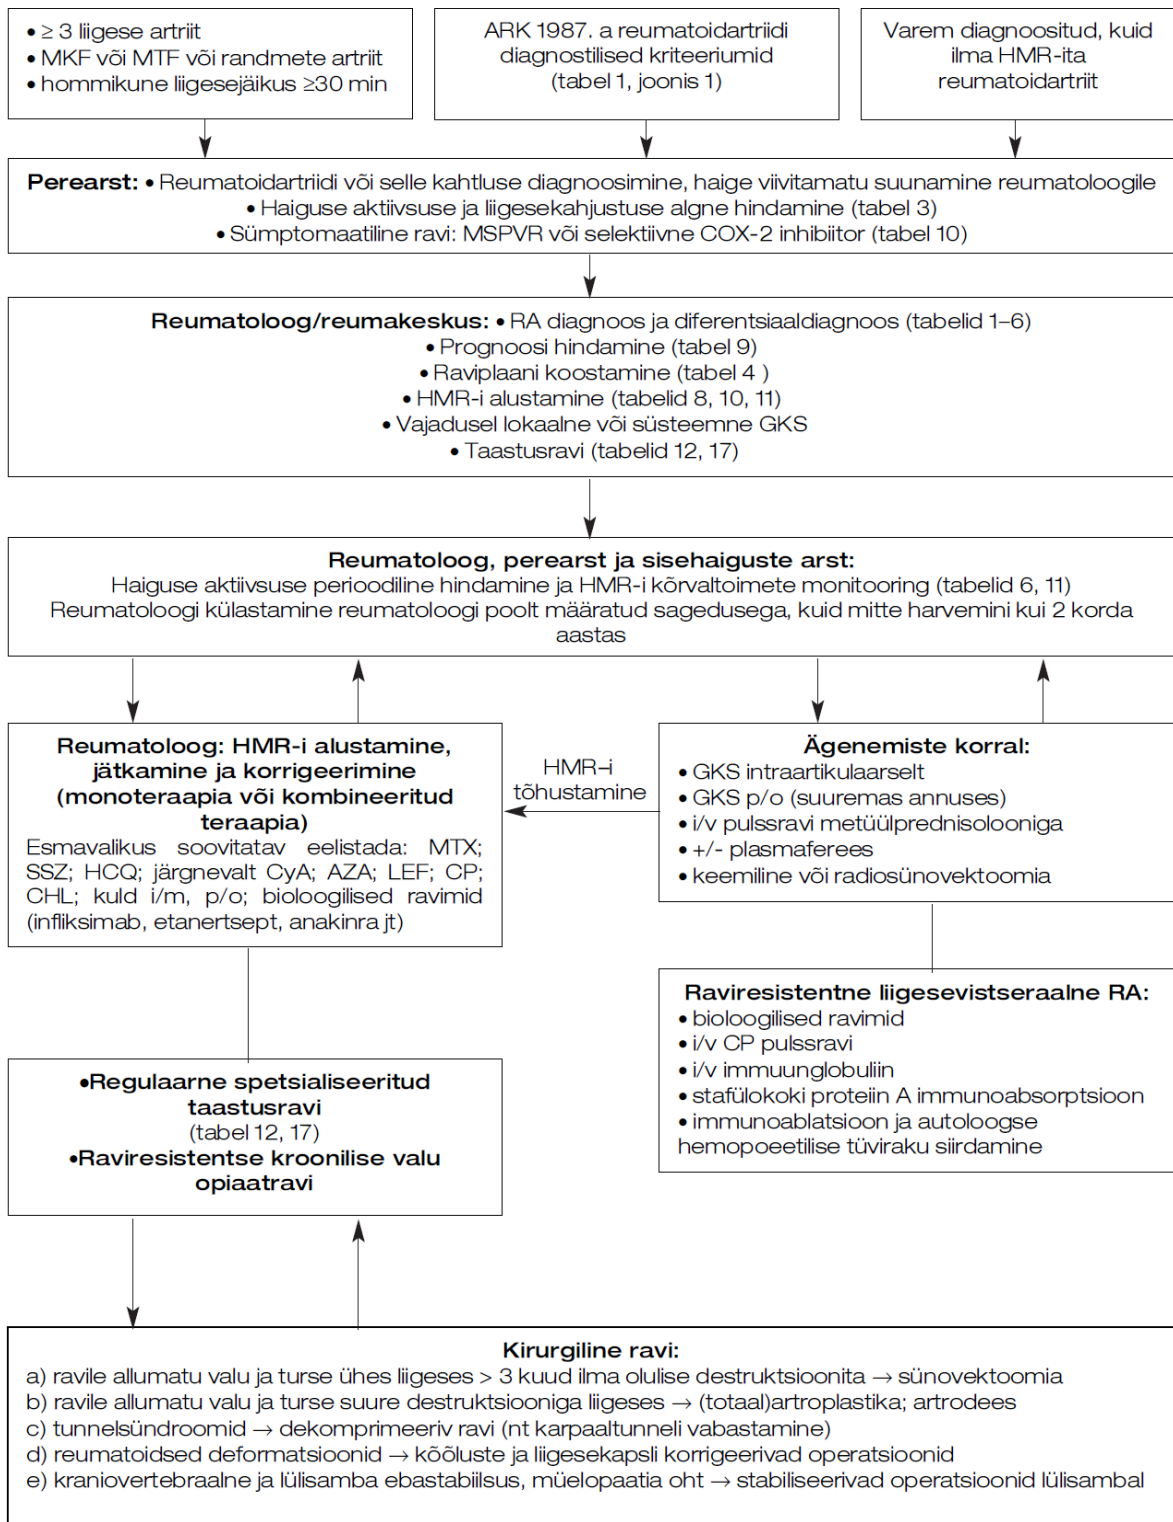 • ≥ 3 liigese artriit
• MKF või MTF või randmete artriit
• hommikune liigesejäikus ≥30 min
ARK 1987. a reumatoidartriidi
diagnostilised kriteeriumid
(tabel 1, joonis 1)
Varem diagnoositud, kuid
ilma HMR-ita
reumatoidartriit
Perearst: • Reumatoidartriidi või selle kahtluse diagnoosimine, haige viivitamatu suunamine reumatoloogile
• Haiguse aktiivsuse ja liigesekahjustuse algne hindamine (tabel 3)
• Sümptomaatiline ravi: MSPVR või selektiivne COX-2 inhibiitor (tabel 10)
Reumatoloog/reumakeskus: • RA diagnoos ja diferentsiaaldiagnoos (tabelid 1–6)
• Prognoosi hindamine (tabel 9)
• Raviplaani koostamine (tabel 4 )
• HMR-i alustamine (tabelid 8, 10, 11)
• Vajadusel lokaalne või süsteemne GKS
• Taastusravi (tabelid 12, 17)
Reumatoloog, perearst ja sisehaiguste arst:
Haiguse aktiivsuse perioodiline hindamine ja HMR-i kõrvaltoimete monitooring (tabelid 6, 11)
Reumatoloogi külastamine reumatoloogi poolt määratud sagedusega, kuid mitte harvemini kui 2 korda
aastas
Reumatoloog: HMR-i alustamine,
jätkamine ja korrigeerimine
(monoteraapia või kombineeritud
teraapia)
Esmavalikus soovitatav eelistada: MTX;
SSZ; HCQ; järgnevalt CyA; AZA; LEF; CP;
CHL; kuld i/m, p/o; bioloogilised ravimid
(infliksimab, etanertsept, anakinra jt)
HMR–i
tõhustamine
Ägenemiste korral:
• GKS intraartikulaarselt
• GKS p/o (suuremas annuses)
• i/v pulssravi metüülprednisolooniga
• +/- plasmaferees
• keemiline või radiosünovektoomia
Raviresistentne liigesevistseraalne RA:
• bioloogilised ravimid
• i/v CP pulssravi
• i/v immuunglobuliin
• stafülokoki proteiin A immunoabsorptsioon
• immunoablatsioon ja autoloogse
hemopoeetilise tüviraku siirdamine
•Regulaarne spetsialiseeritud
taastusravi
(tabel 12, 17)
•Raviresistentse kroonilise valu
opiaatravi
Kirurgiline ravi:
a) ravile allumatu valu ja turse ühes liigeses > 3 kuud ilma olulise destruktsioonita → sünovektoomia
b) ravile allumatu valu ja turse suure destruktsiooniga liigeses → (totaal)artroplastika; artrodees
c) tunnelsündroomid → dekomprimeeriv ravi (nt karpaaltunneli vabastamine)
d) reumatoidsed deformatsioonid → kõõluste ja liigesekapsli korrigeerivad operatsioonid
e) kraniovertebraalne ja lülisamba ebastabiilsus, müelopaatia oht → stabiliseerivad operatsioonid lülisambal